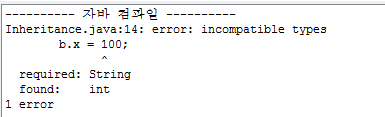 ---------- 자바 컴파일 ----------
Inheritance.java:14: error: incompatible types
        b.x = 100;
              ^
  required: String
  found:    int
1 error